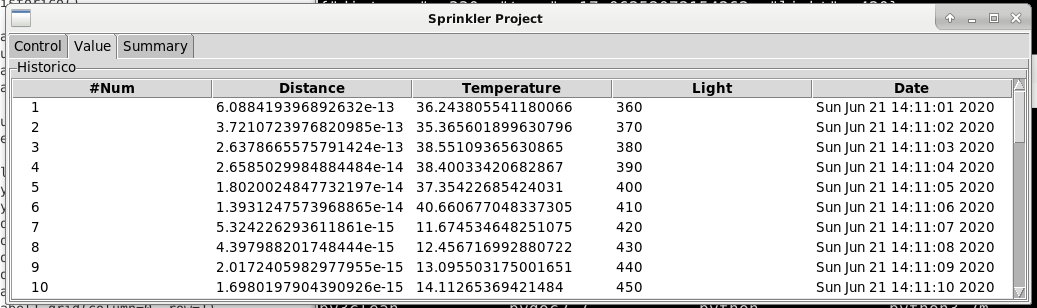 Sprinkler Project
Control Value Summary
Historico
#Num Distance Temperature Light Date
1 6.088419396892632e-13 36.243805541180066 360 Sun Jun 21 14:11:01 2020
2 3.7210723976820985e-13 35.365601899630796 370 Sun Jun 21 14:11:02 2020
3 2.6378665575791424e-13 38.55109365630865 380 Sun Jun 21 14:11:03 2020
4 2.6585029984884484e-14 38.40033420682867 390 Sun Jun 21 14:11:04 2020
5 1.8020024847732197e-14 37.35422685424031 400 Sun Jun 21 14:11:05 2020
6 1.3931247573968865e-14 40.660677048337305 410 Sun Jun 21 14:11:06 2020
7 5.324226293611861e-15 11.674534648251075 420 Sun Jun 21 14:11:07 2020
8 4.397988201748444e-15 12.456716992880722 430 Sun Jun 21 14:11:08 2020
9 2.0172405982977955e-15 13.095503175001651 440 Sun Jun 21 14:11:09 2020
10 1.6980197904390926e-15 14.11265369421484 450 Sun Jun 21 14:11:10 2020